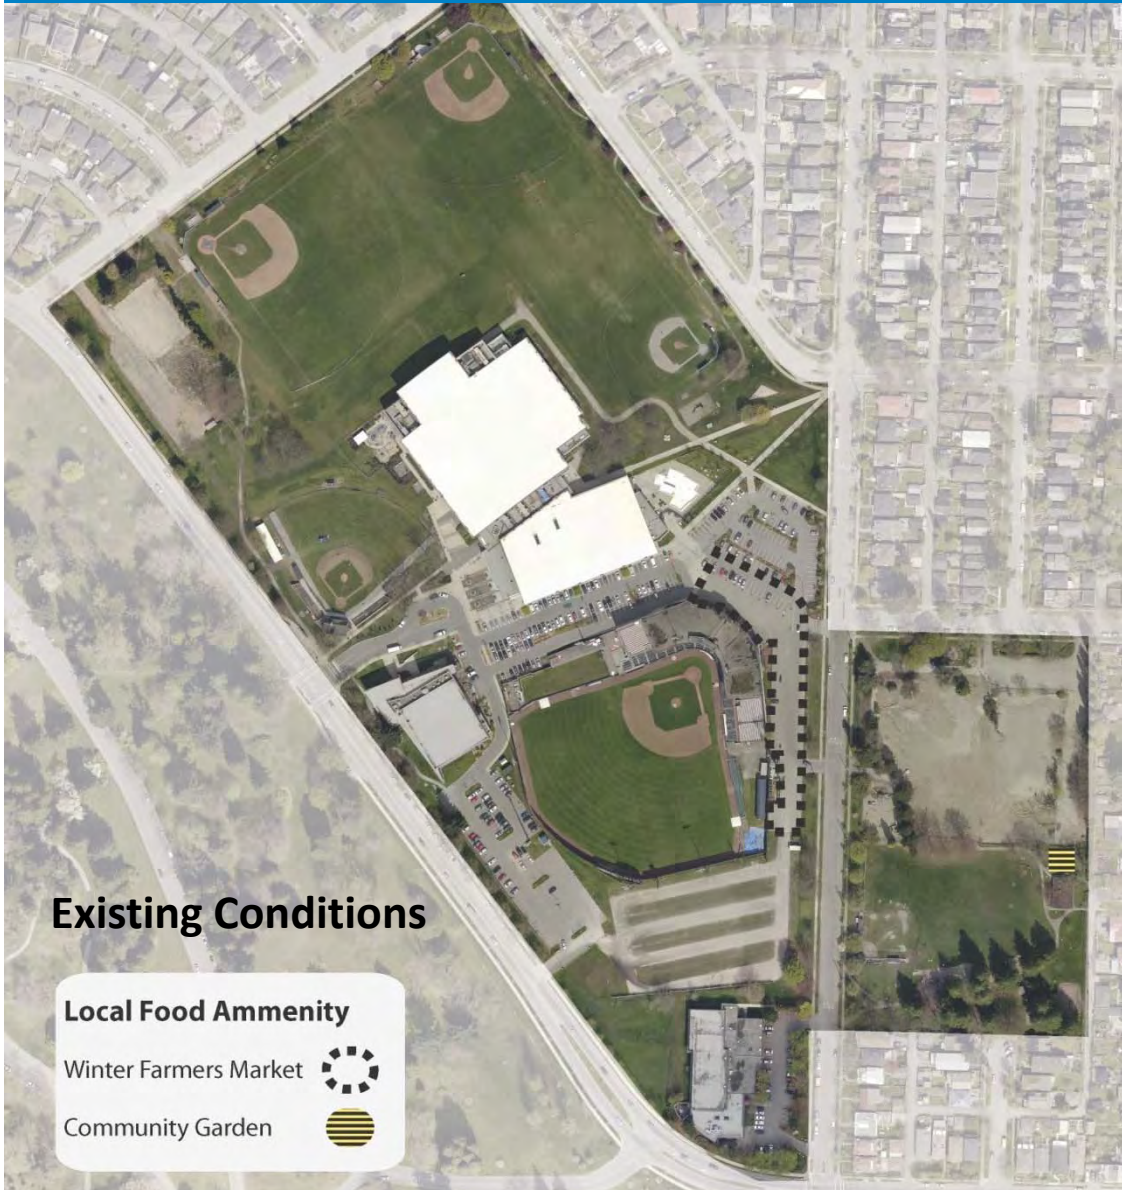 Existing Conditions
Local Food Ammenity
Winter Farmers Market
Community Garden